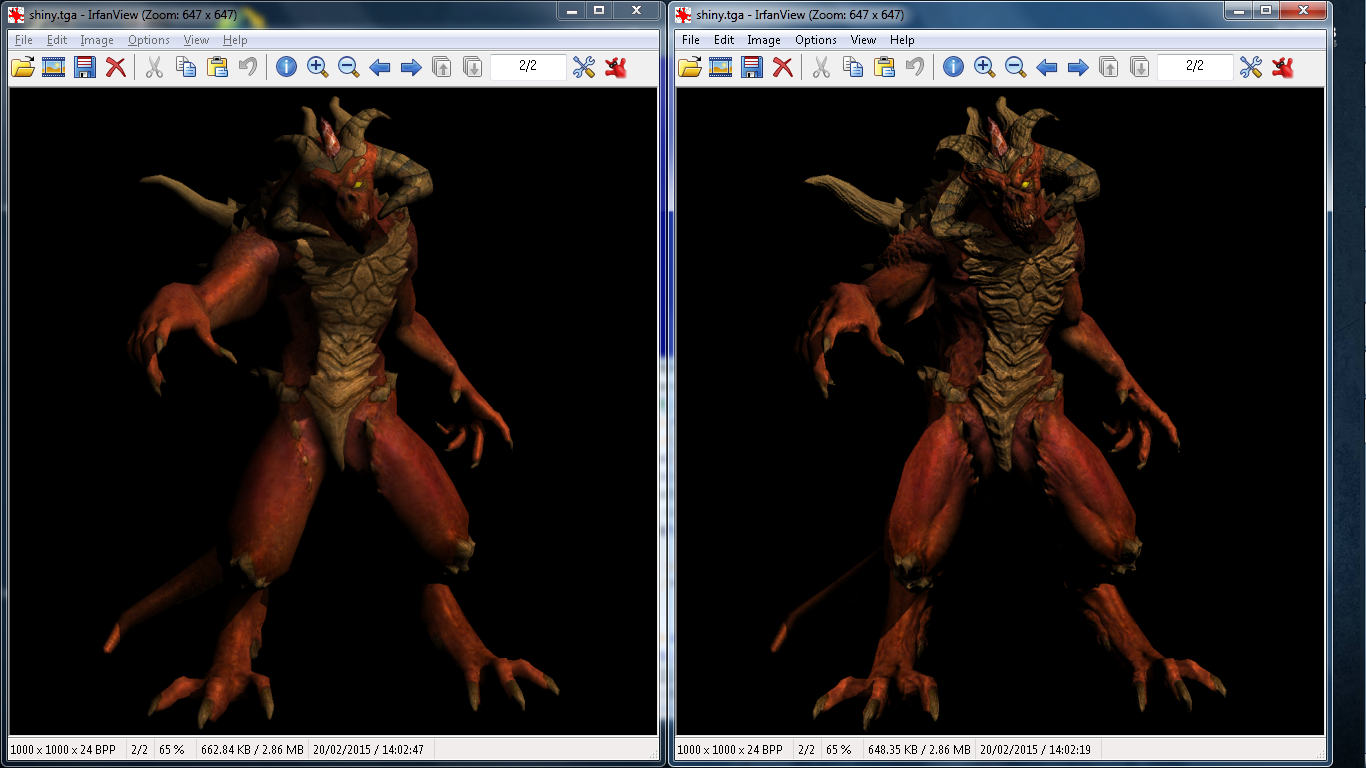 shiny.tga - IrfanView (Zoom: 647 x 647)
File Edit Image Options View Help
2/2
1000 x 1000 x 24 BPP 2/2 65 % 662.84 KB / 2.86 MB 20/02/2015 / 14:02:47
shiny.tga - IrfanView (Zoom: 647 x 647)
File Edit Image Options View Help
2/2
1000 x 1000 x 24 BPP 2/2 65 % 648.35 KB / 2.86 MB 20/02/2015 / 14:02:19